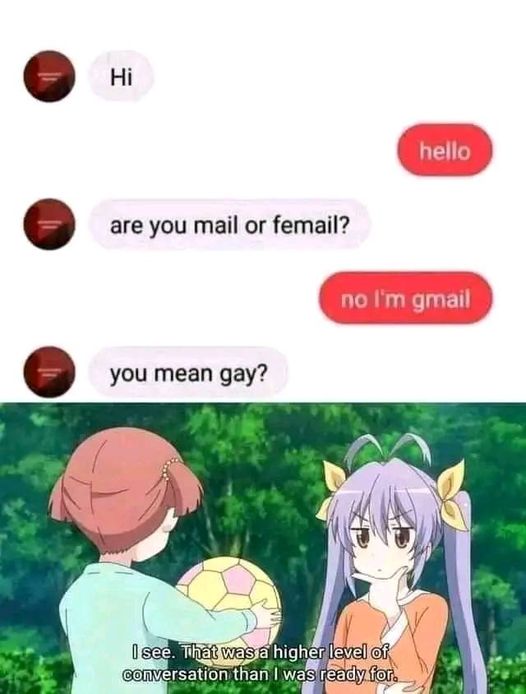 Hi
hello
are you mail or femail?
no I'm gmail
you mean gay?
I see. That was a higher level of
conversation than I was ready for.